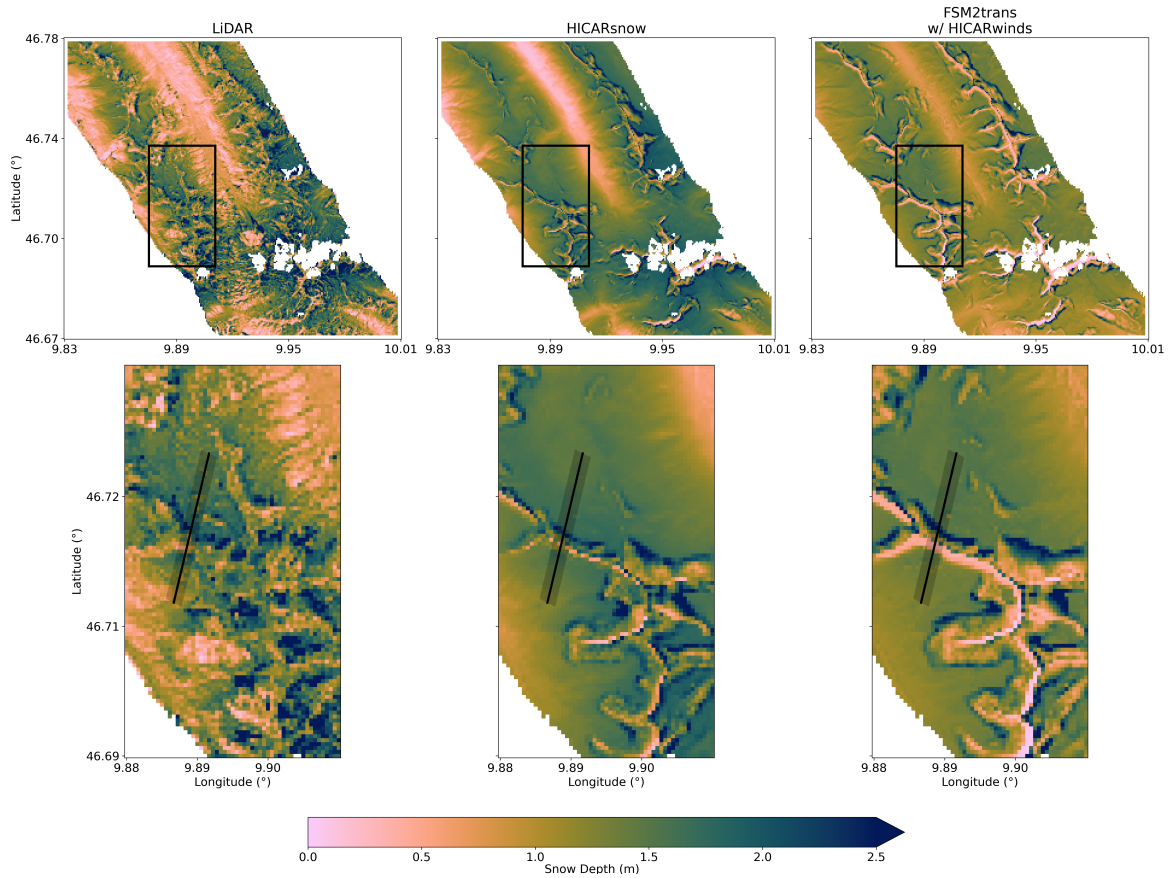 LiDAR
HICARsnow
FSM2trans
w/ HICARwinds
46.78
46.74
46.70
46.67
Latitude (°)
9.83 9.89 9.95 10.01
9.83 9.89 9.95 10.01
9.83 9.89 9.95 10.01
46.72
46.71
46.69
Latitude (°)
9.88 9.89 9.90
9.88 9.89 9.90
9.88 9.89 9.90
Longitude (°)
Longitude (°)
Longitude (°)
0.0 0.5 1.0 1.5 2.0 2.5
Snow Depth (m)